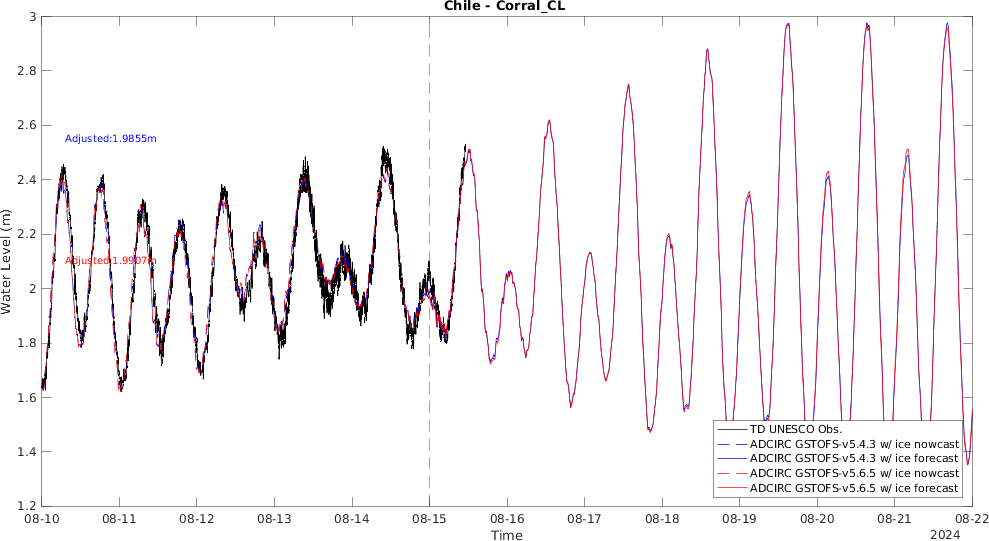 Chile - Corral_CL
3
2.8
2.6
2.4
2.2
2
1.8
1.6
1.4
1.2
Water Level (m)
Adjusted:1.9855m
Adjusted:1.9907m
TD UNESCO Obs.
ADCIRC GSTOFS-v5.4.3 w/ ice nowcast
ADCIRC GSTOFS-v5.4.3 w/ ice forecast
ADCIRC GSTOFS-v5.6.5 w/ ice nowcast
ADCIRC GSTOFS-v5.6.5 w/ ice forecast
08-10 08-11 08-12 08-13 08-14 08-15 08-16 08-17 08-18 08-19 08-20 08-21 08-22
Time
2024